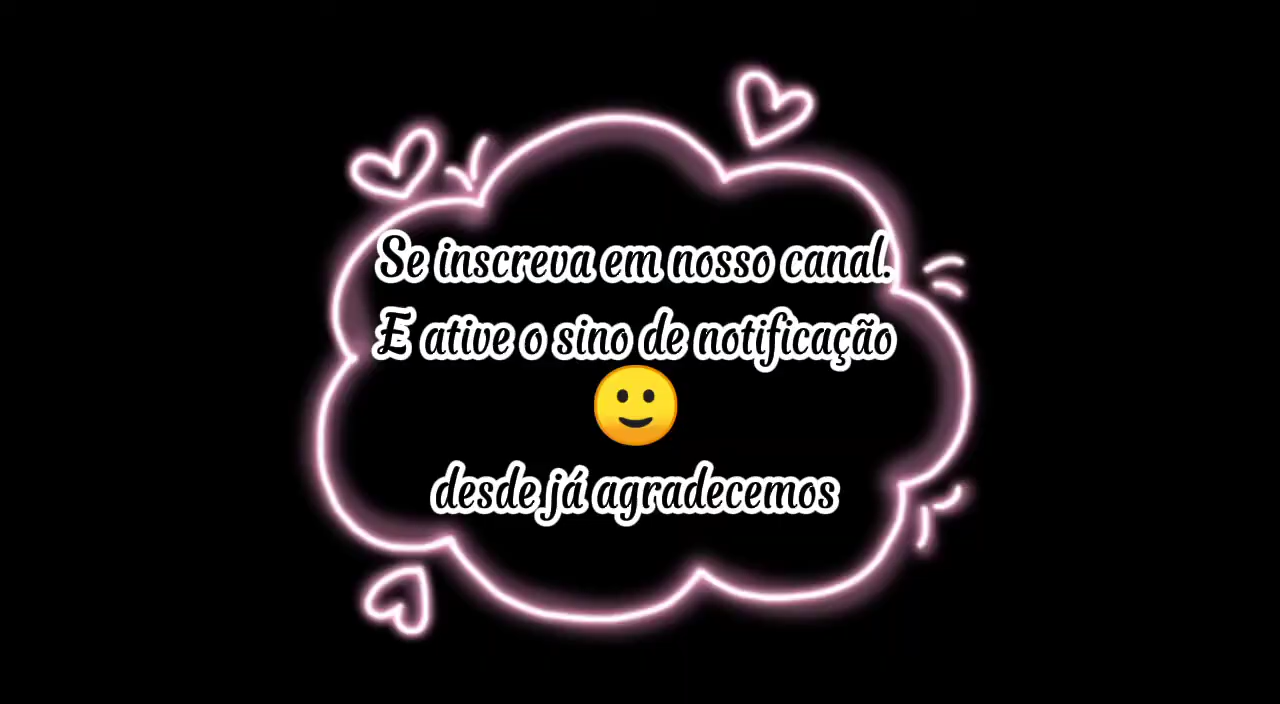 Se inscreva em nosso canal.
E ative o sino de notificação
🙂
desde já agradecemos